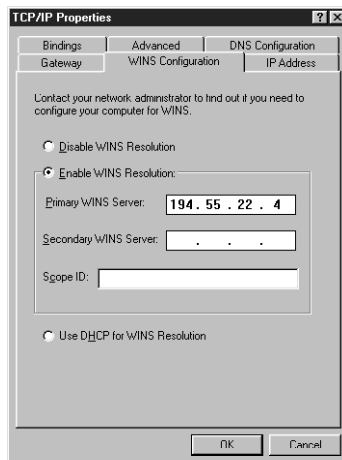 TCP/IP Properties
Bindings Advanced DNS Configuration
Gateway WINS Configuration IP Address
Contact your network administrator to find out if you need to
configure your computer for WINS.
Disable WINS Resolution
Enable WINS Resolution:
Primary WINS Server: 194 . 55 . 22 . 4
Secondary WINS Server: . . .
Scope ID:
Use DHCP for WINS Resolution
OK Cancel